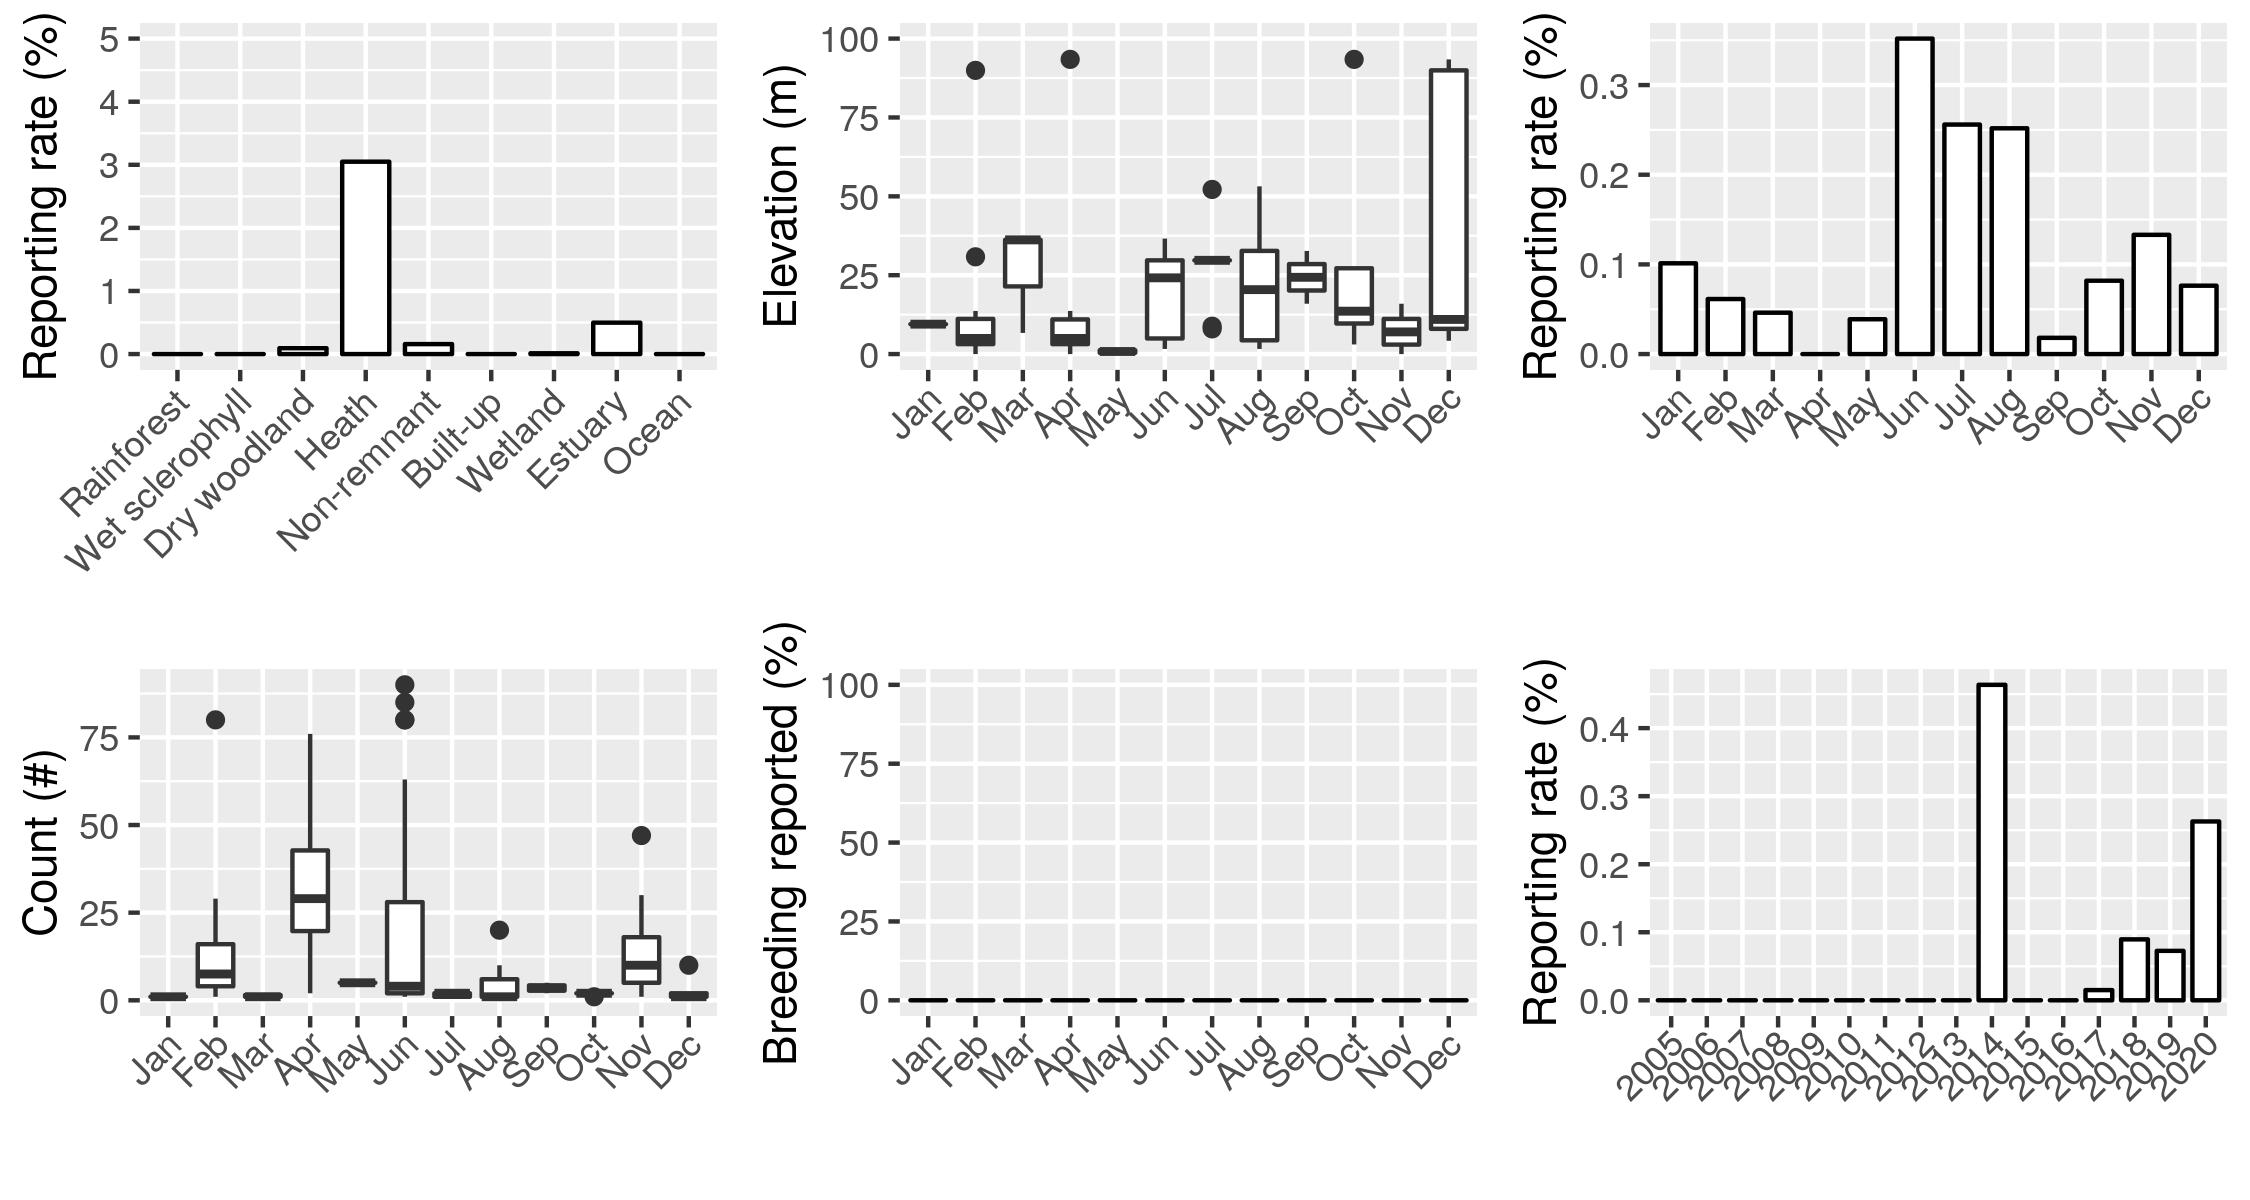 Reporting rate (%)
5
4
3
2
1
0
Rainforest
Wet sclerophyll
Dry woodland
Heath
Non-remnant
Built-up
Wetland
Estuary
Ocean
Elevation (m)
100
75
50
25
0
Jan
Feb
Mar
Apr
May
Jun
Jul
Aug
Sep
Oct
Nov
Dec
Reporting rate (%)
0.3
0.2
0.1
0.0
Jan
Feb
Mar
Apr
May
Jun
Jul
Aug
Sep
Oct
Nov
Dec
Count (#)
75
50
25
0
Jan
Feb
Mar
Apr
May
Jun
Jul
Aug
Sep
Oct
Nov
Dec
Breeding reported (%)
100
75
50
25
0
Jan
Feb
Mar
Apr
May
Jun
Jul
Aug
Sep
Oct
Nov
Dec
Reporting rate (%)
0.4
0.3
0.2
0.1
0.0
2005
2006
2007
2008
2009
2010
2011
2012
2013
2014
2015
2016
2017
2018
2019
2020